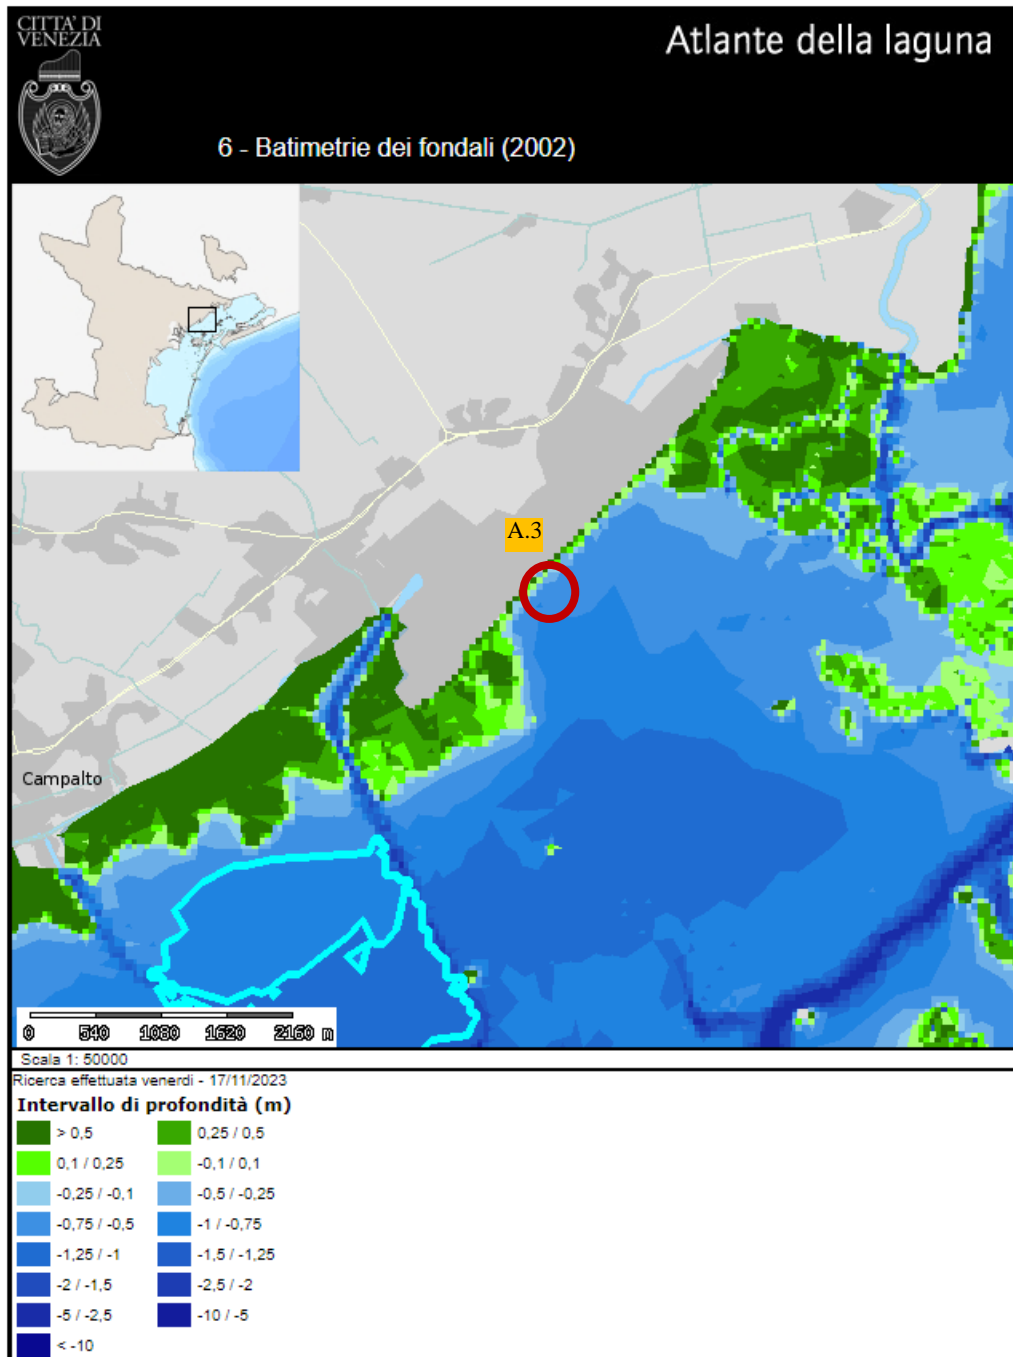 CITTA' DI
VENEZIA
Atlante della laguna
6 - Batimetrie dei fondali (2002)
A.3
Campalto
0 540 1080 1620 2160 m
Scala 1: 50000
Ricerca effettuata venerdi - 17/11/2023
Intervallo di profondità (m)
> 0,5 0,25 / 0,5
0,1 / 0,25 -0,1 / 0,1
-0,25 / -0,1 -0,5 / -0,25
-0,75 / -0,5 -1 / -0,75
-1,25 / -1 -1,5 / -1,25
-2 / -1,5 -2,5 / -2
-5 / -2,5 -10 / -5
< -10